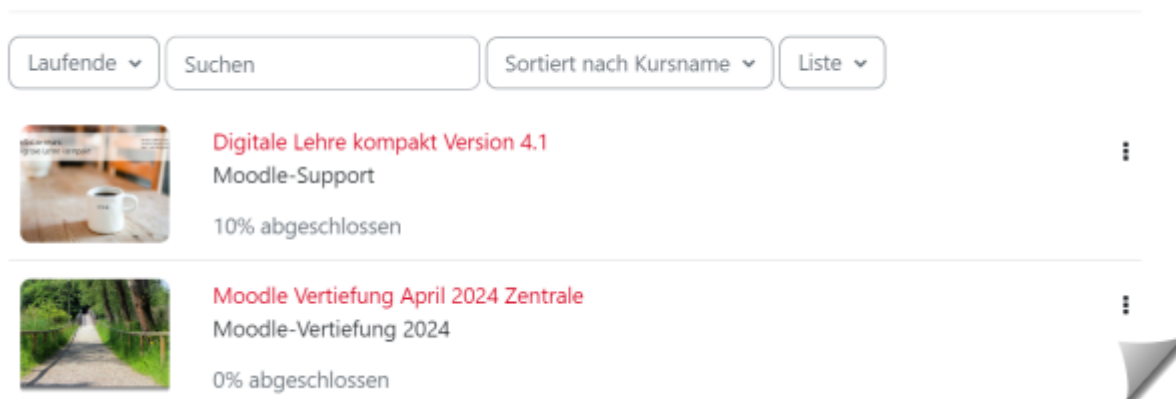 Laufende
Suchen
Sortiert nach Kursname
Liste
Digitale Lehre kompakt Version 4.1
Moodle-Support
10% abgeschlossen
Moodle Vertiefung April 2024 Zentrale
Moodle-Vertiefung 2024
0% abgeschlossen